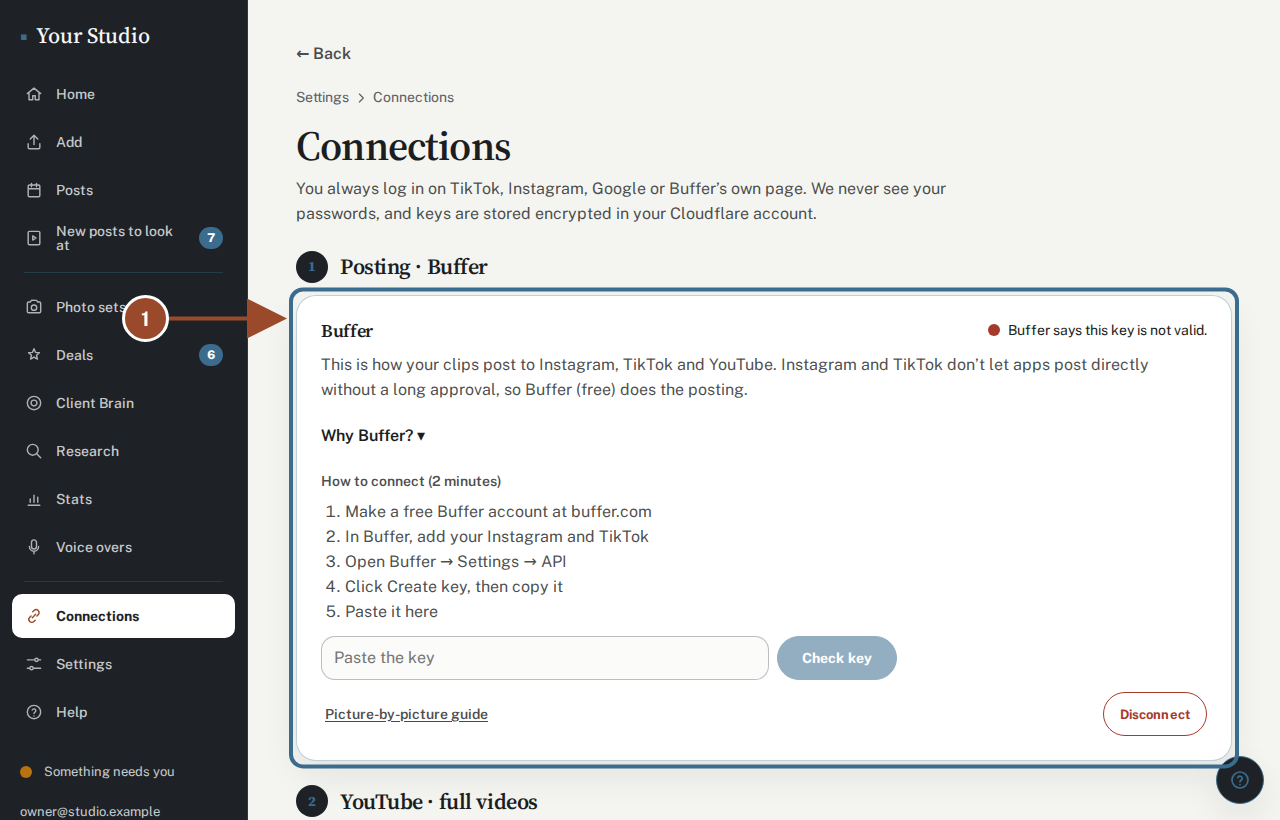 Your Studio
Home
Add
Posts
New posts to look
at
7
Photo sets
Deals
6
Client Brain
Research
Stats
Voice overs
Connections
Settings
Help
Something needs you
owner@studio.example
← Back
Settings > Connections
Connections
You always log in on TikTok, Instagram, Google or Buffer’s own page. We never see your
passwords, and keys are stored encrypted in your Cloudflare account.
1 Posting · Buffer
1
Buffer
Buffer says this key is not valid.
This is how your clips post to Instagram, TikTok and YouTube. Instagram and TikTok don’t let apps post directly
without a long approval, so Buffer (free) does the posting.
Why Buffer? ▾
How to connect (2 minutes)
1. Make a free Buffer account at buffer.com
2. In Buffer, add your Instagram and TikTok
3. Open Buffer → Settings → API
4. Click Create key, then copy it
5. Paste it here
Paste the key
Check key
Picture-by-picture guide
Disconnect
2 YouTube · full videos